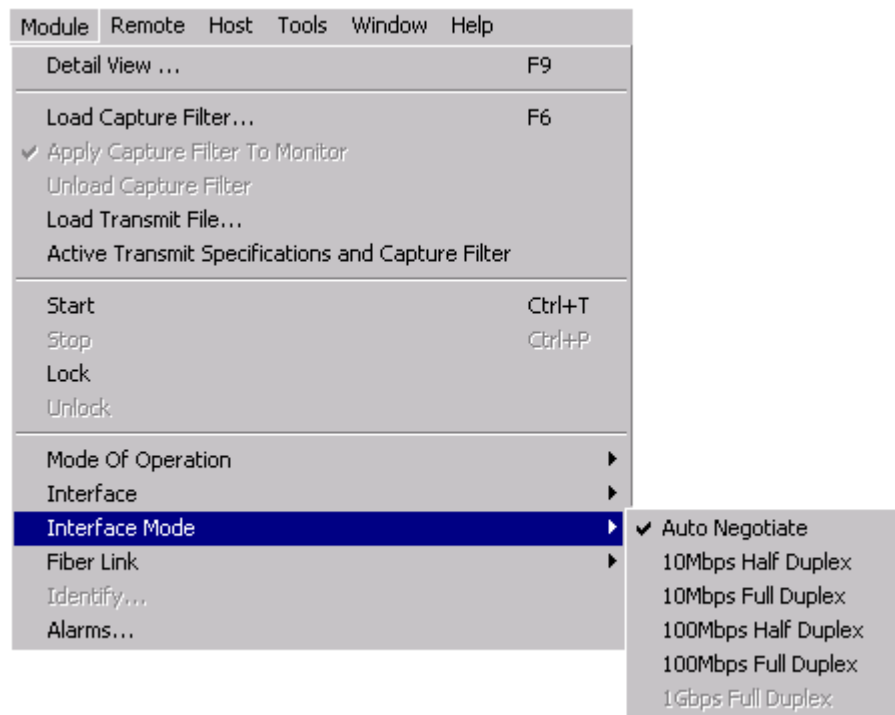 Module Remote Host Tools Window Help
Detail View ... F9
Load Capture Filter... F6
Apply Capture Filter To Monitor
Unload Capture Filter
Load Transmit File...
Active Transmit Specifications and Capture Filter
Start Ctrl+T
Stop Ctrl+P
Lock
Unlock
Mode Of Operation
Interface
Interface Mode
Fiber Link
Identify...
Alarms...
Auto Negotiate
10Mbps Half Duplex
10Mbps Full Duplex
100Mbps Half Duplex
100Mbps Full Duplex
1Gbps Full Duplex